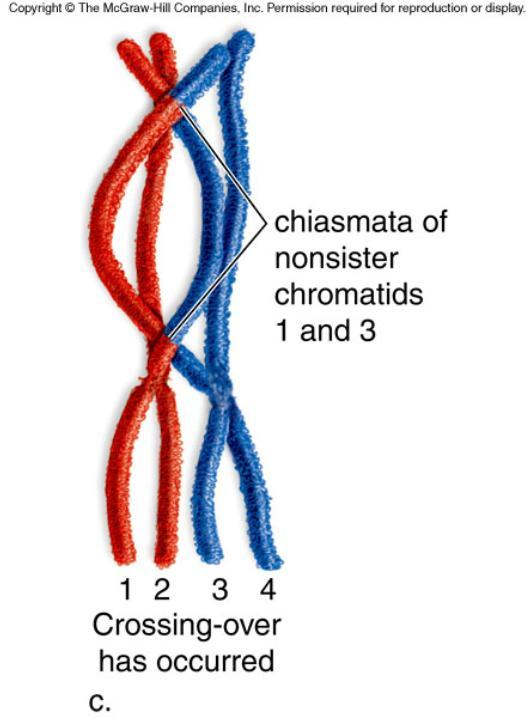 Copyright © The McGraw-Hill Companies, Inc. Permission required for reproduction or display.
chiasmata of
nonsister
chromatids
1 and 3
1 2 3 4
Crossing-over
has occurred
c.